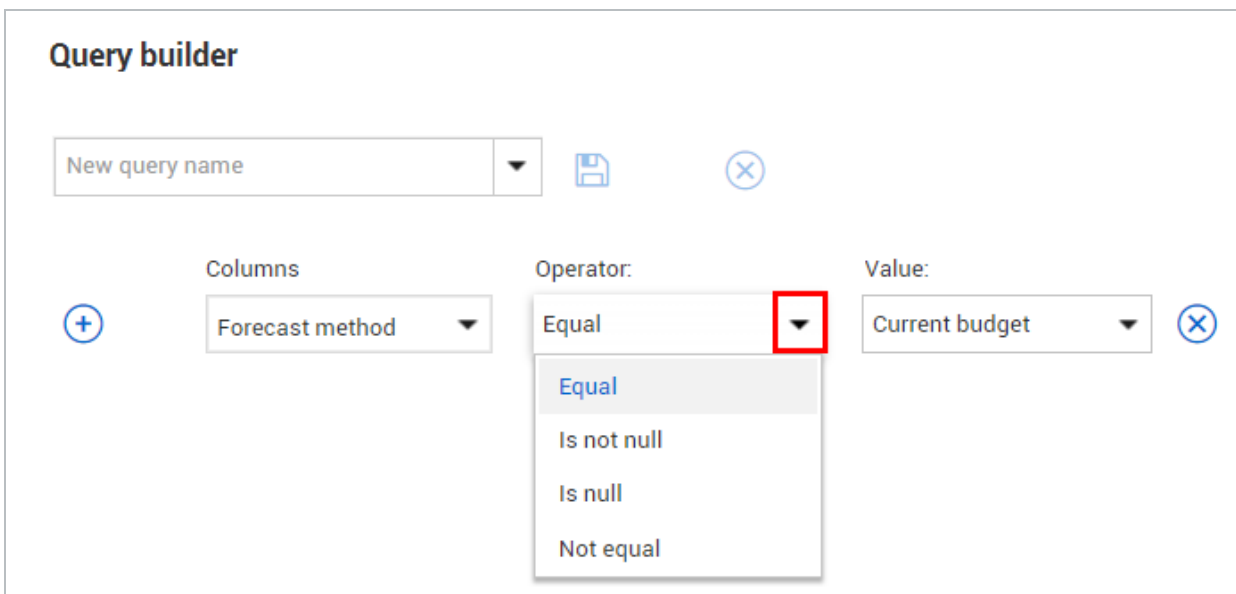 Query builder
New query name
Columns Operator: Value:
Forecast method Equal Current budget
Equal
Is not null
Is null
Not equal